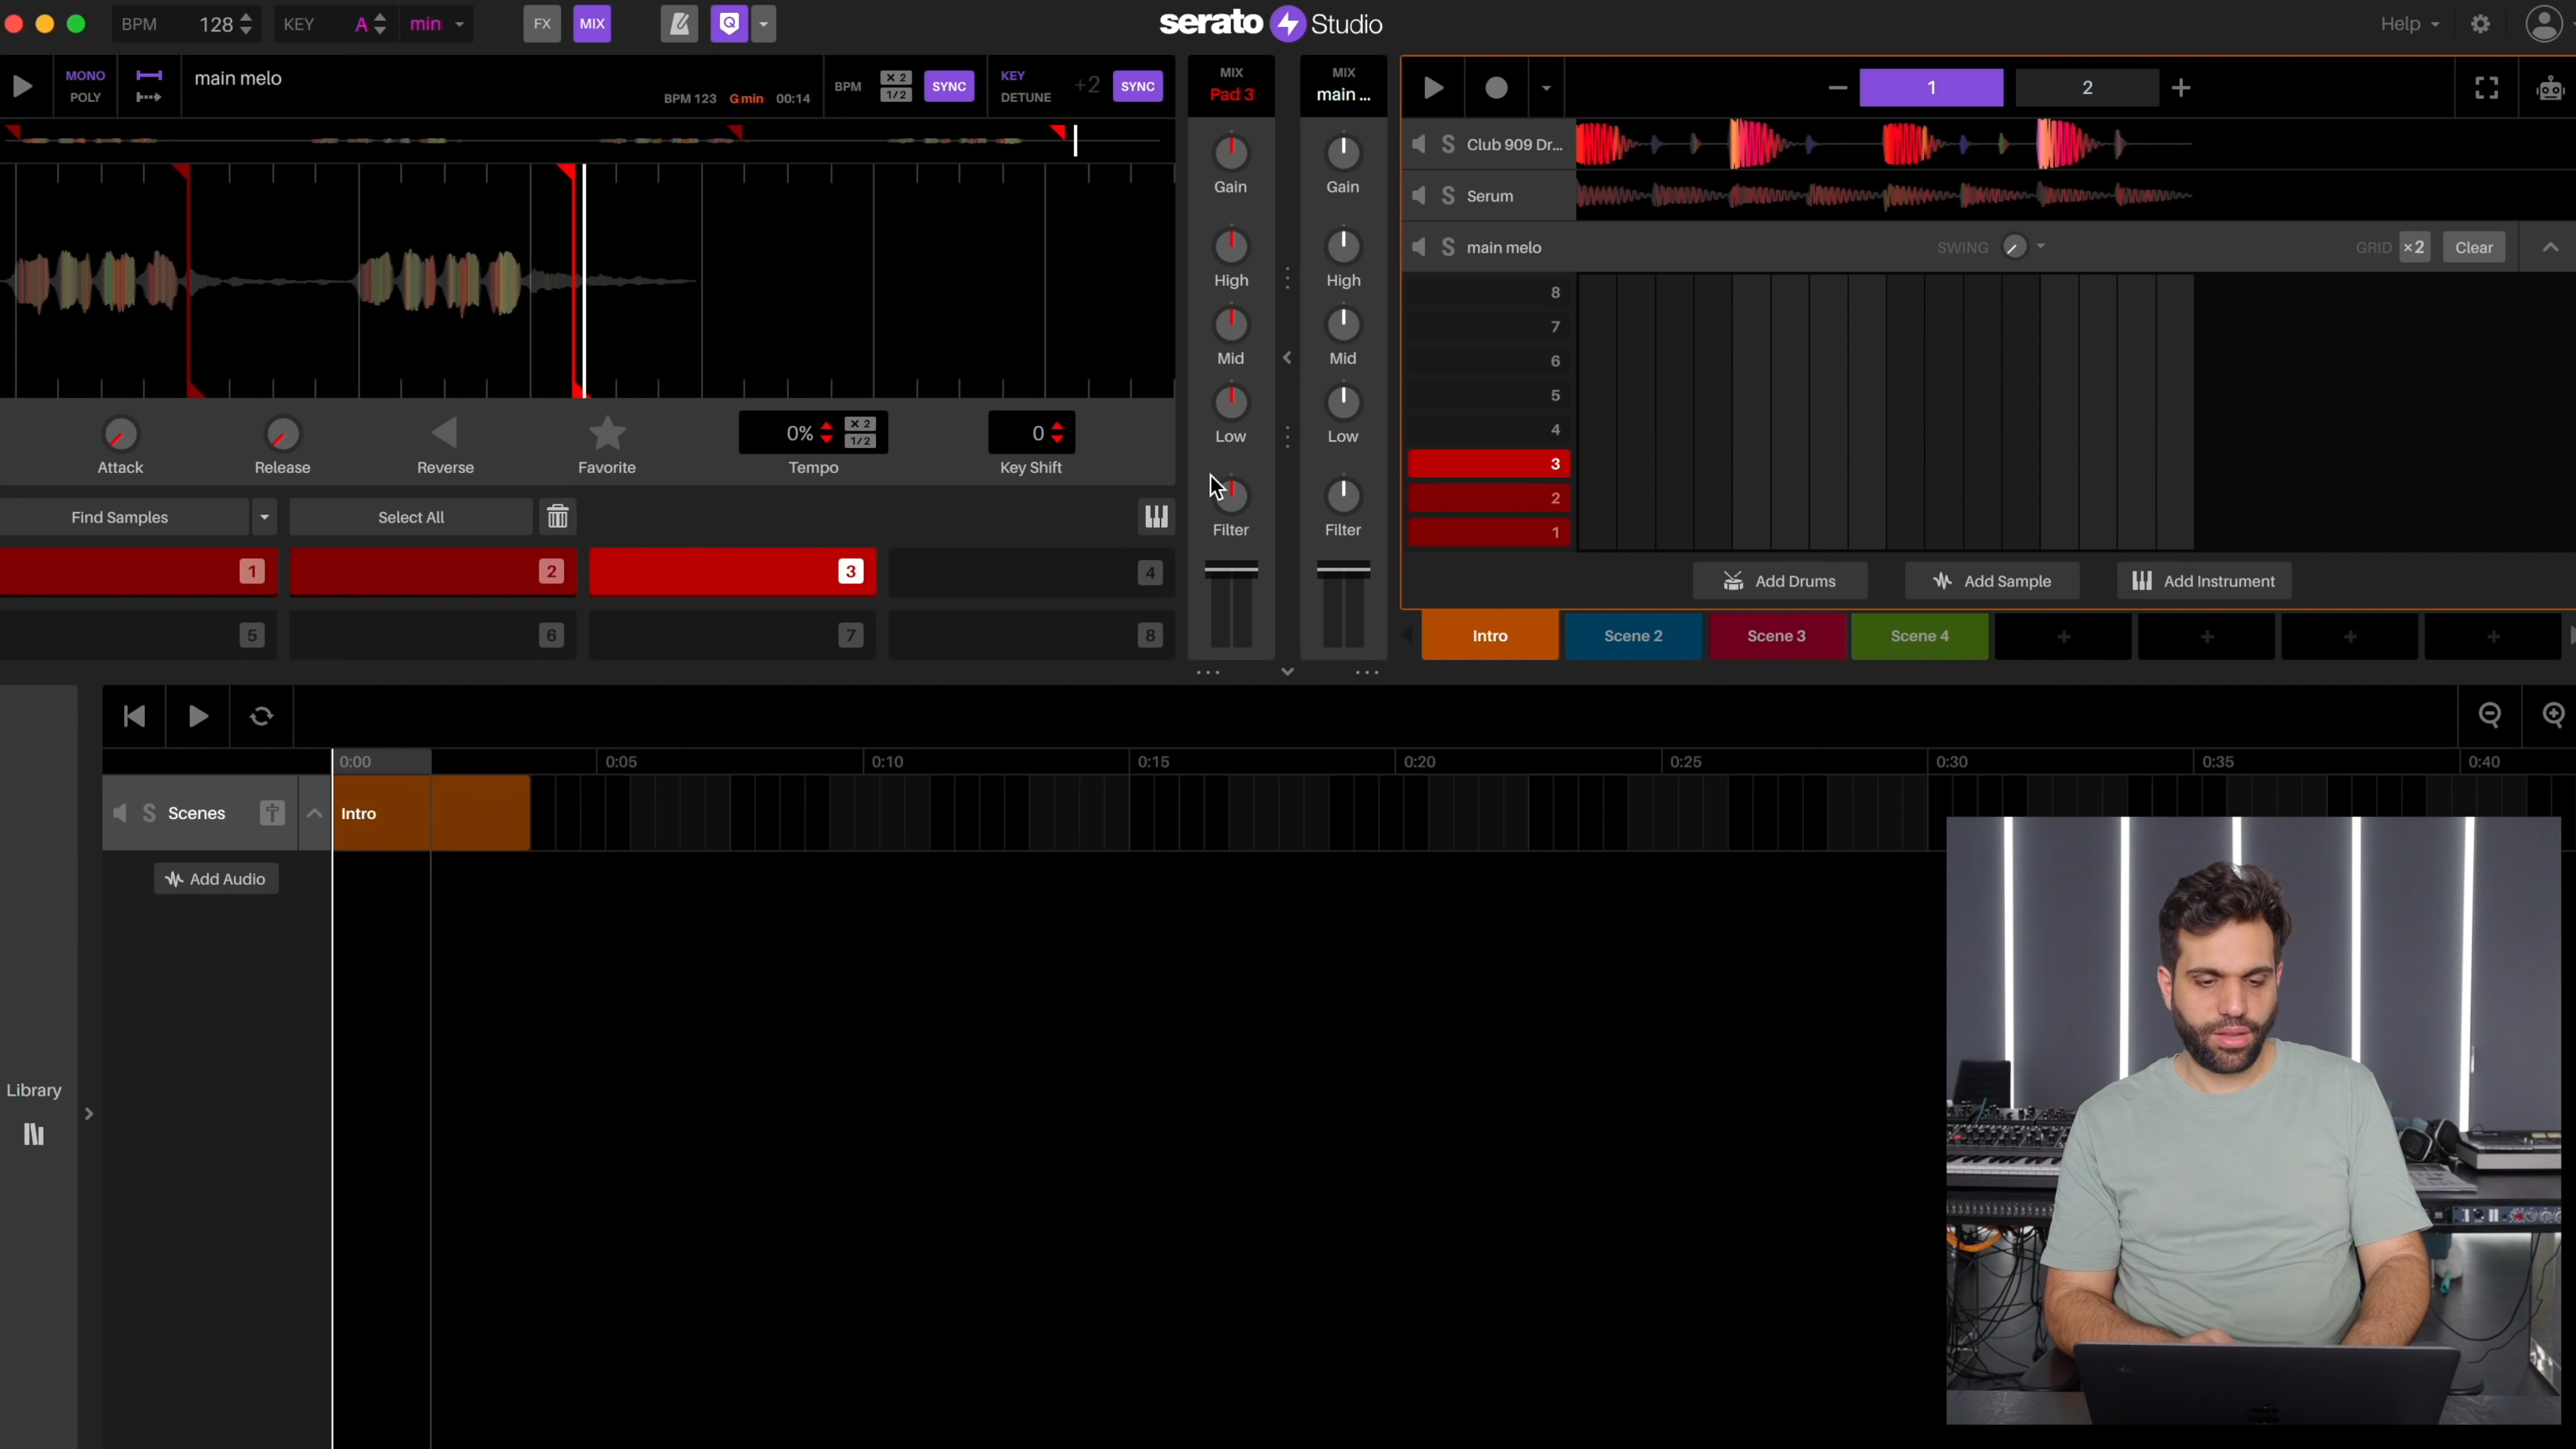 BPM 128 KEY A min FX MIX serato Studio Help
MONO
POLY
main melo
BPM 123 G min 00:14
BPM x 2 1/2 SYNC
KEY
DETUNE
+2 SYNC
MIX
Pad 3
Gain
High
Mid
Low
Filter
MIX
main ...
Gain
High
Mid
Low
Filter
1 2
S Club 909 Dr...
S Serum
S main melo SWING GRID x2 Clear
8
7
6
5
4
3
2
1
Add Drums Add Sample Add Instrument
Intro Scene 2 Scene 3 Scene 4
Attack Release Reverse Favorite
0% x 2 1/2
Tempo
0
Key Shift
Find Samples Select All
1 2 3 4
5 6 7 8
0:00 0:05 0:10 0:15 0:20 0:25 0:30 0:35 0:40
S Scenes Intro
Add Audio
Library